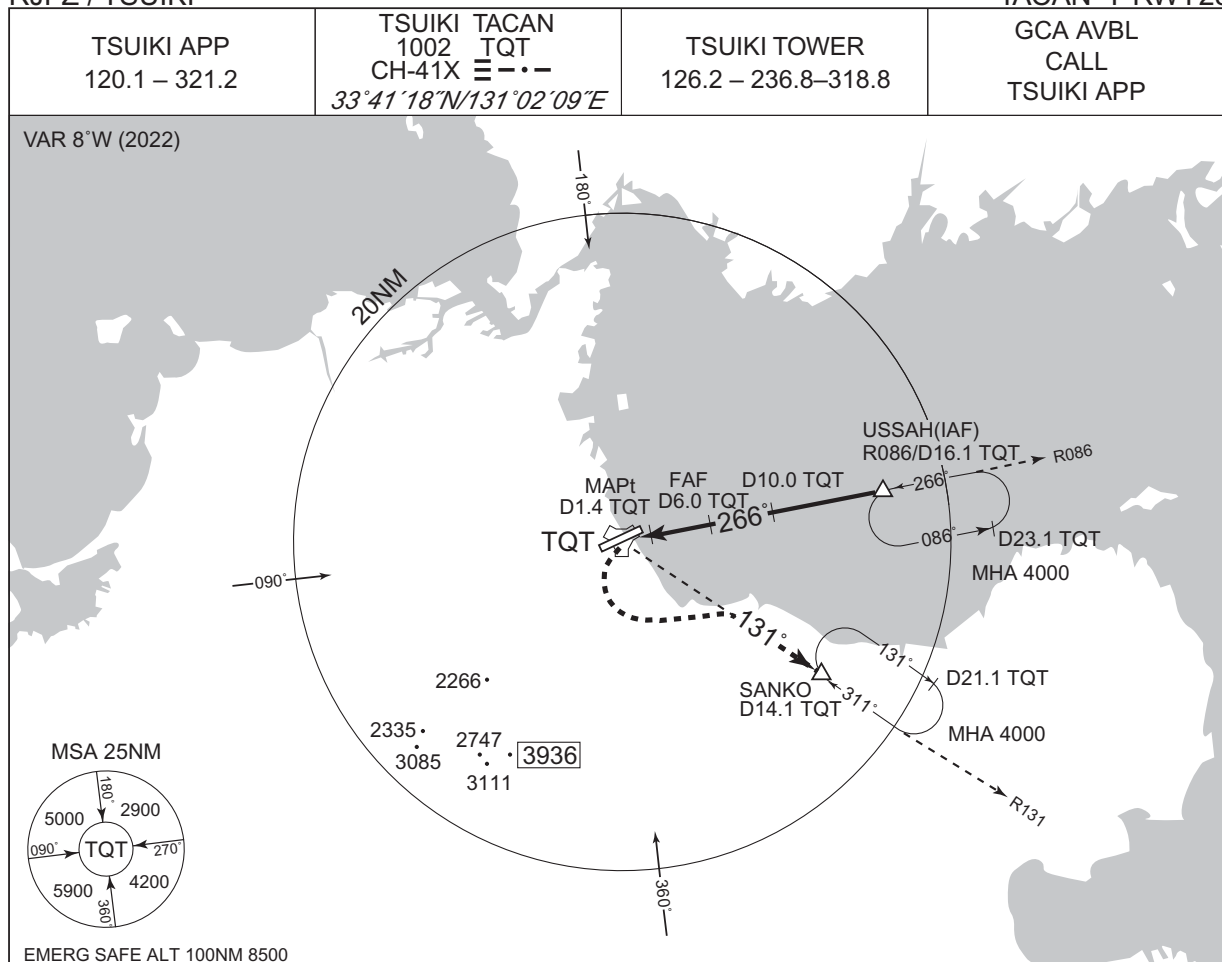 TSUIKI APP
120.1 – 321.2
TSUIKI TACAN
1002 TQT
CH-41X
33°41´18˝N/131°02´09˝E
TSUIKI TOWER
126.2 – 236.8–318.8
GCA AVBL
CALL
TSUIKI APP
VAR 8°W (2022)
180°
20NM
USSAH(IAF)
R086/D16.1 TQT
R086
266°
MAPt
D1.4 TQT
FAF
D6.0 TQT
D10.0 TQT
266°
TQT
086°
D23.1 TQT
MHA 4000
090°
131°
131°
D21.1 TQT
SANKO
D14.1 TQT
311°
MHA 4000
R131
2266
2335
3085
2747
3936
3111
360°
MSA 25NM
180°
5000
2900
090°
TQT
270°
5900
4200
360°
EMERG SAFE ALT 100NM 8500